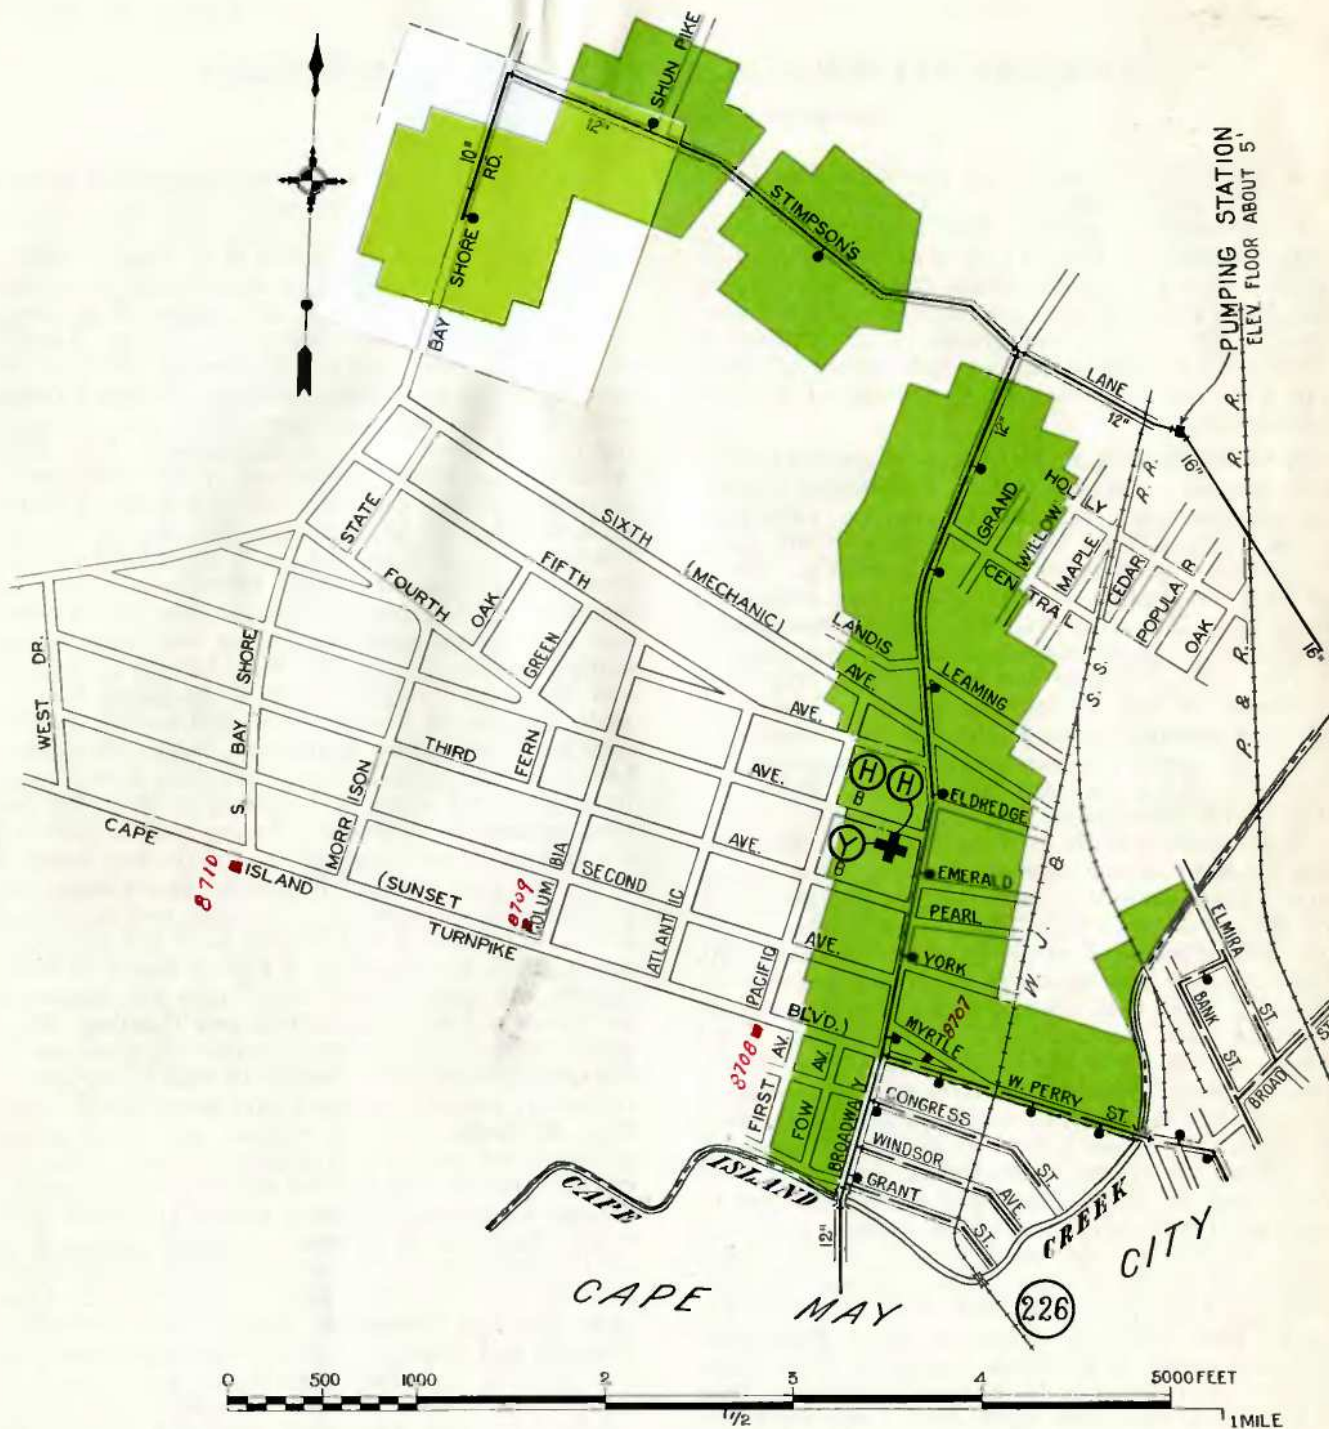 SHUN PIKE
12"
10"
SHORE RD.
BAY
STIMPSON'S
LANE
12"
PUMPING STATION
ELEV. FLOOR ABOUT 5'
16"
16"
12"
HOLLY
GRAND
WILLOW
CENTRAL
MAPLE
CEDAR
POPULAR
OAK
R. R.
S. S.
W. J. &
P. & R. R. R.
STATE
SIXTH
(MECHANIC)
AVE.
FIFTH
AVE.
FOURTH
OAK
GREEN
LANDIS
AVE.
LEAMING
WEST DR.
S. BAY SHORE
MORRISON
THIRD
AVE.
FERN
COLUMBIA
SECOND
AVE.
ATLANTIC
PACIFIC
AVE.
H
H
B
Y
B
ELDREDGE
EMERALD
PEARL
YORK
MYRTLE
8707
CAPE
ISLAND
TURNPIKE
(SUNSET
BLVD.)
8710
8709
8708
FIRST AV.
FOW AV.
BROADWAY
W. PERRY ST.
CONGRESS ST.
WINDSOR AVE.
GRANT ST.
ELMIRA ST.
BANK ST.
BROAD ST
CAPE ISLAND CREEK
12"
CAPE MAY CITY
226
0 500 1000 2 3 4 5000 FEET
1/2 1 MILE